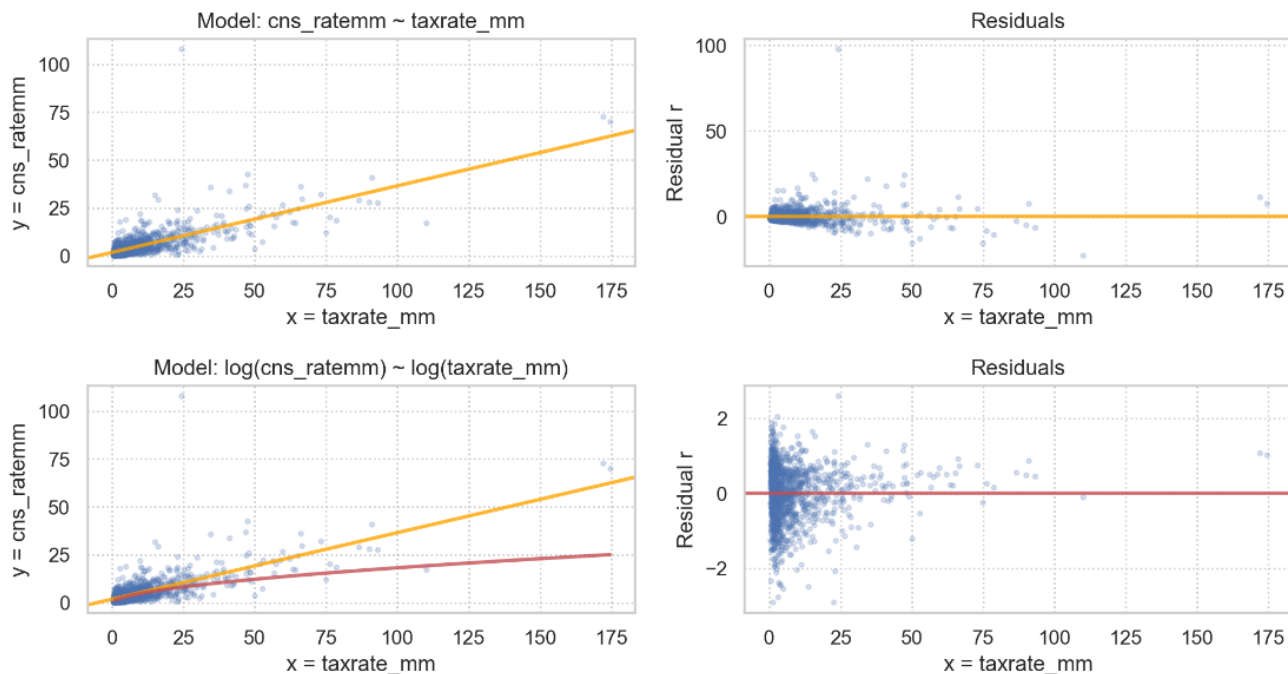 Model: cns_ratemm ~ taxrate_mm
y = cns_ratemm
100
75
50
25
0
0 25 50 75 100 125 150 175
x = taxrate_mm
Residuals
Residual r
100
50
0
0 25 50 75 100 125 150 175
x = taxrate_mm
Model: log(cns_ratemm) ~ log(taxrate_mm)
y = cns_ratemm
100
75
50
25
0
0 25 50 75 100 125 150 175
x = taxrate_mm
Residuals
Residual r
2
0
−2
0 25 50 75 100 125 150 175
x = taxrate_mm